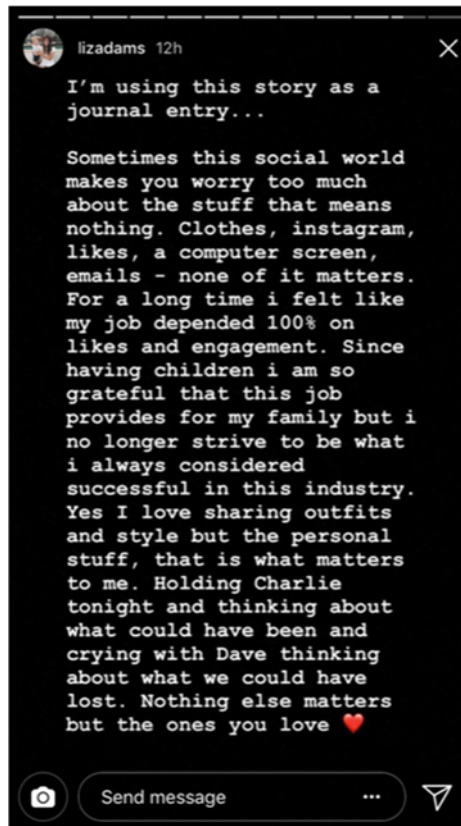 lizadams 12h
I'm using this story as a
journal entry...
Sometimes this social world
makes you worry too much
about the stuff that means
nothing. Clothes, instagram,
likes, a computer screen,
emails - none of it matters.
For a long time i felt like
my job depended 100% on
likes and engagement. Since
having children i am so
grateful that this job
provides for my family but i
no longer strive to be what
i always considered
successful in this industry.
Yes I love sharing outfits
and style but the personal
stuff, that is what matters
to me. Holding Charlie
tonight and thinking about
what could have been and
crying with Dave thinking
about what we could have
lost. Nothing else matters
but the ones you love ❤️
Send message